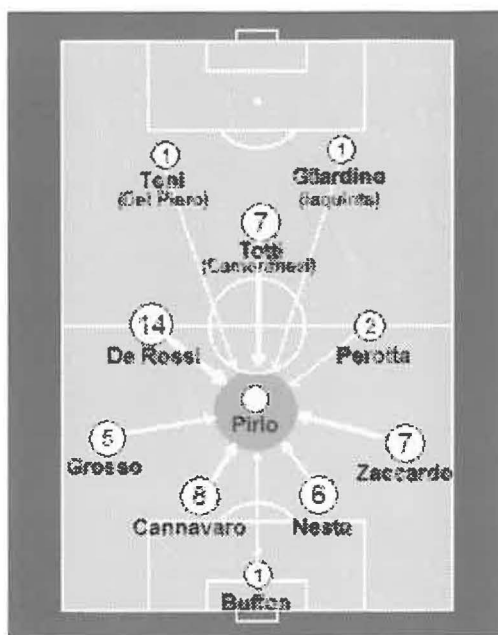 1
1
Toni
(Del Piero)
Gilardino
(Iaquinta)
7
Totti
(Camoranesi)
14
De Rossi
2
Perotta
Pirlo
5
Grosso
7
Zaccardo
8
Cannavaro
6
Nesta
1
Buffon